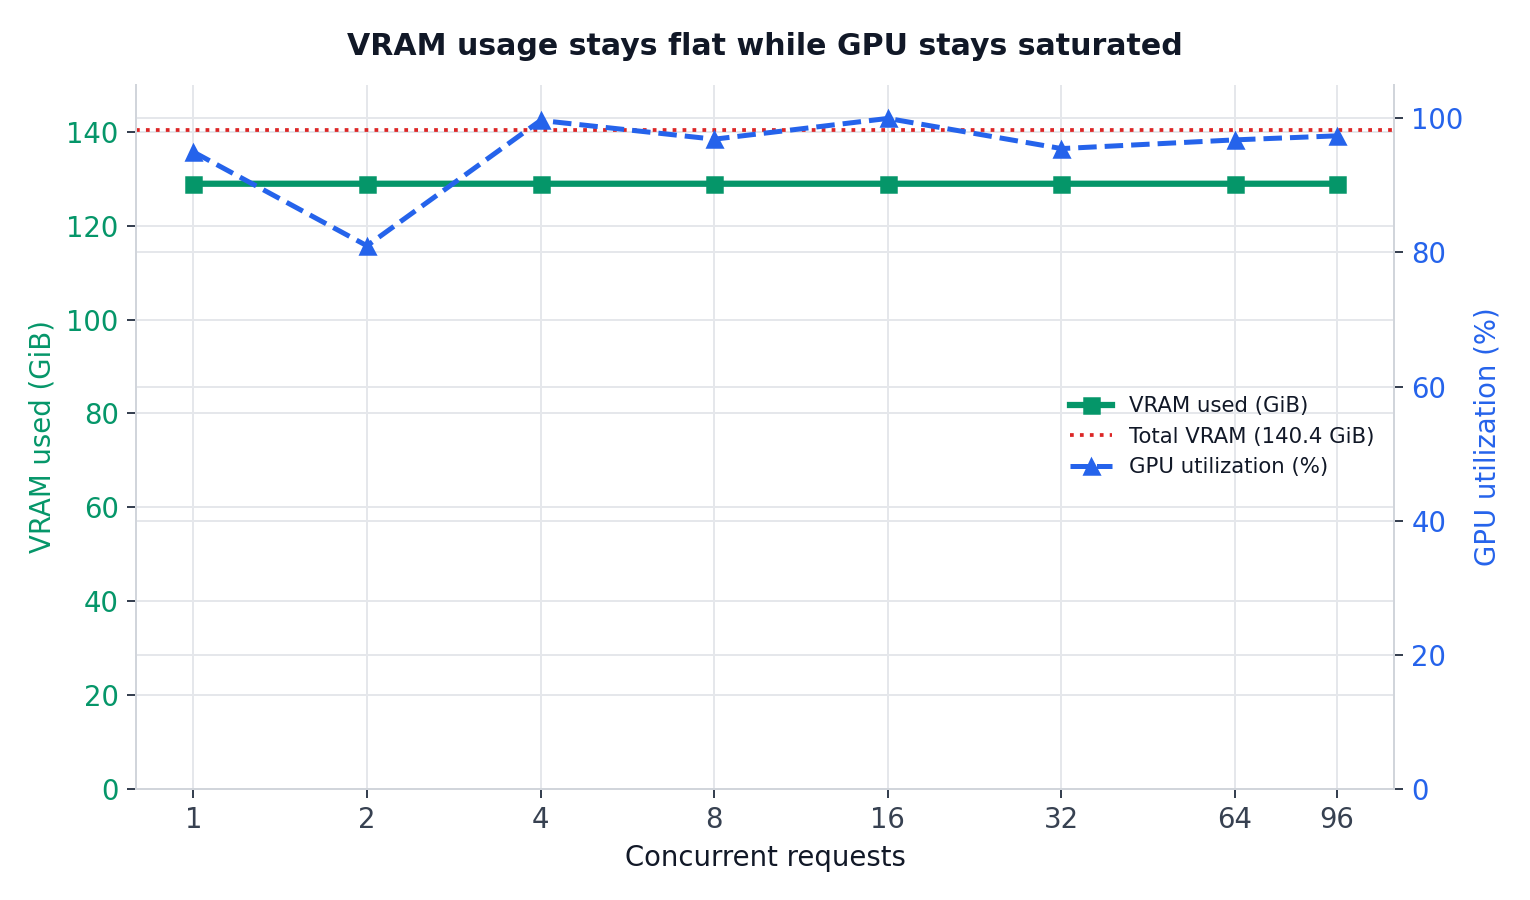 VRAM usage stays flat while GPU stays saturated
VRAM used (GiB)
140
120
100
80
60
40
20
0
100
80
60
40
20
0
GPU utilization (%)
VRAM used (GiB)
Total VRAM (140.4 GiB)
GPU utilization (%)
1 2 4 8 16 32 64 96
Concurrent requests